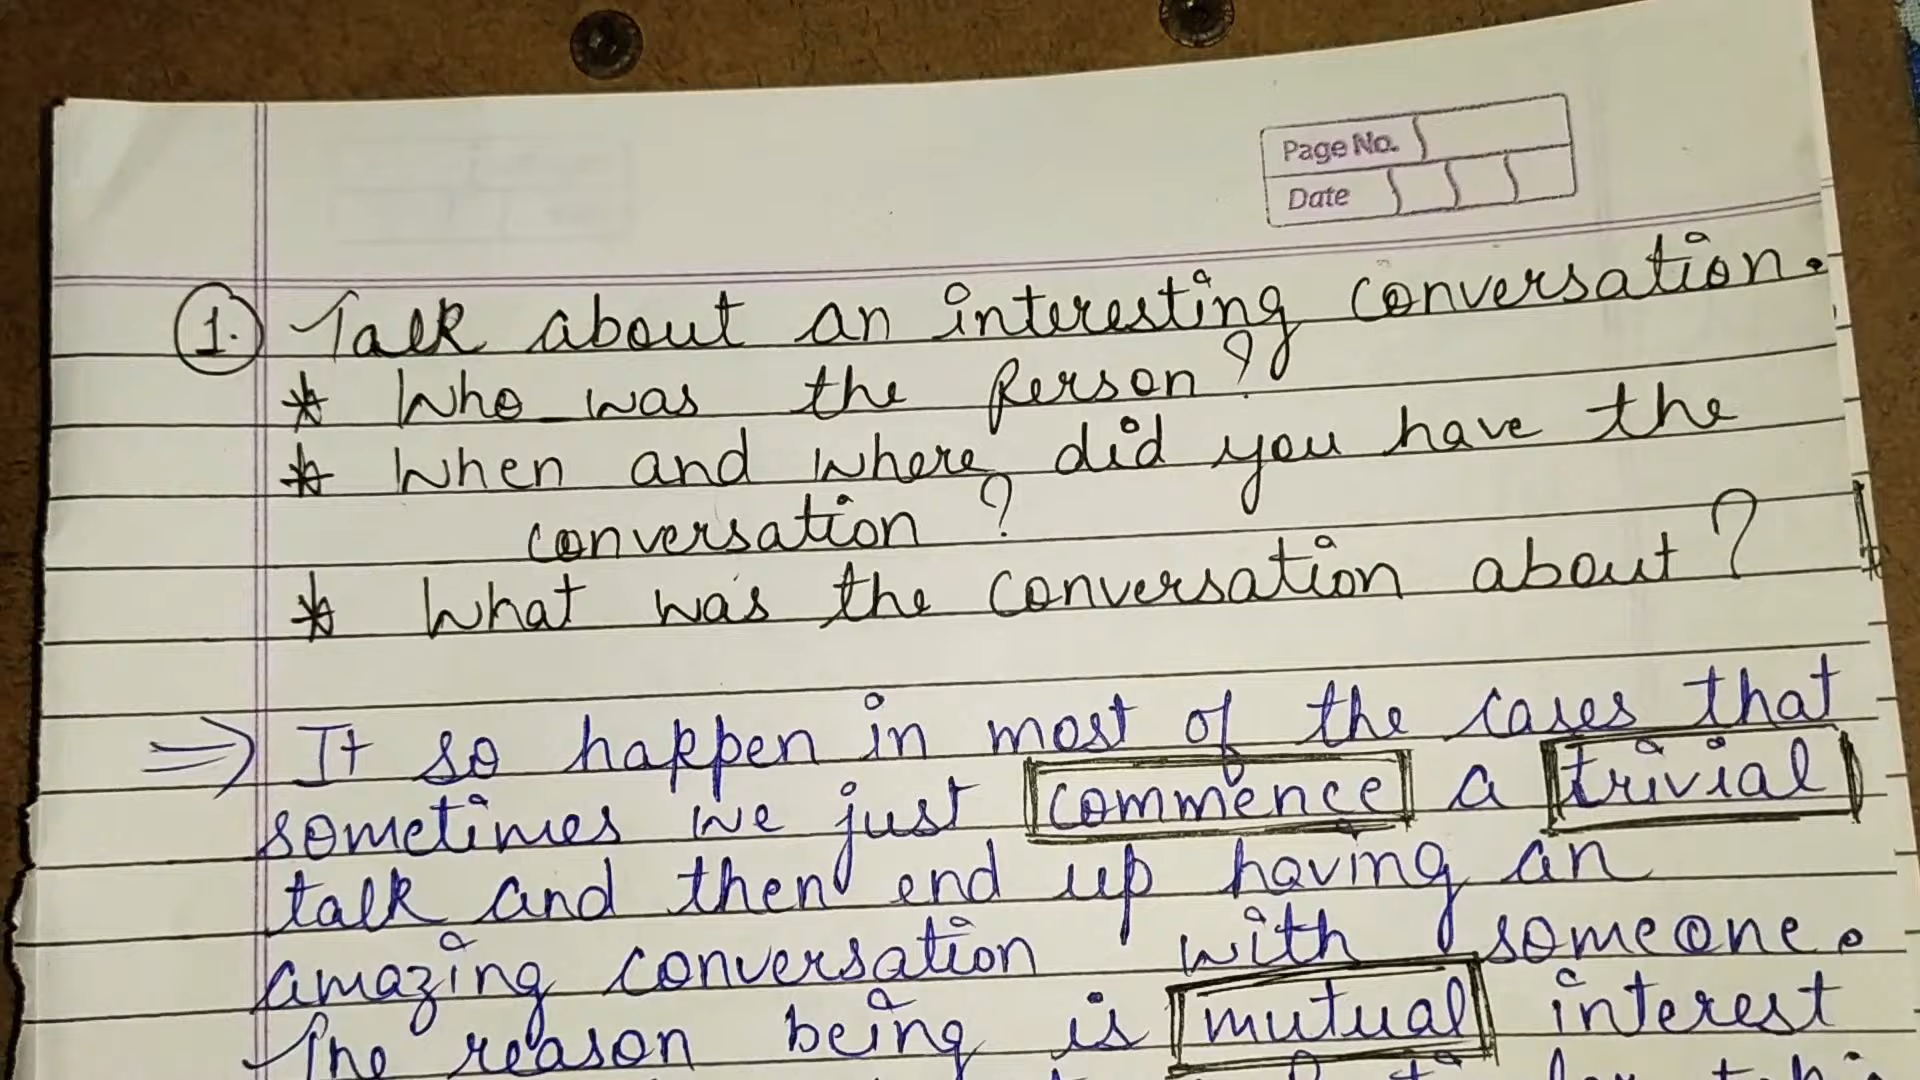 Page No.
Date
1. Talk about an interesting conversation.
* Who was the Person?
* When and where did you have the
conversation?
* What was the conversation about?
⇒ It so happen in most of the cases that
sometimes we just commence a trivial
talk and then end up having an
amazing conversation with someone.
The reason being is mutual interest